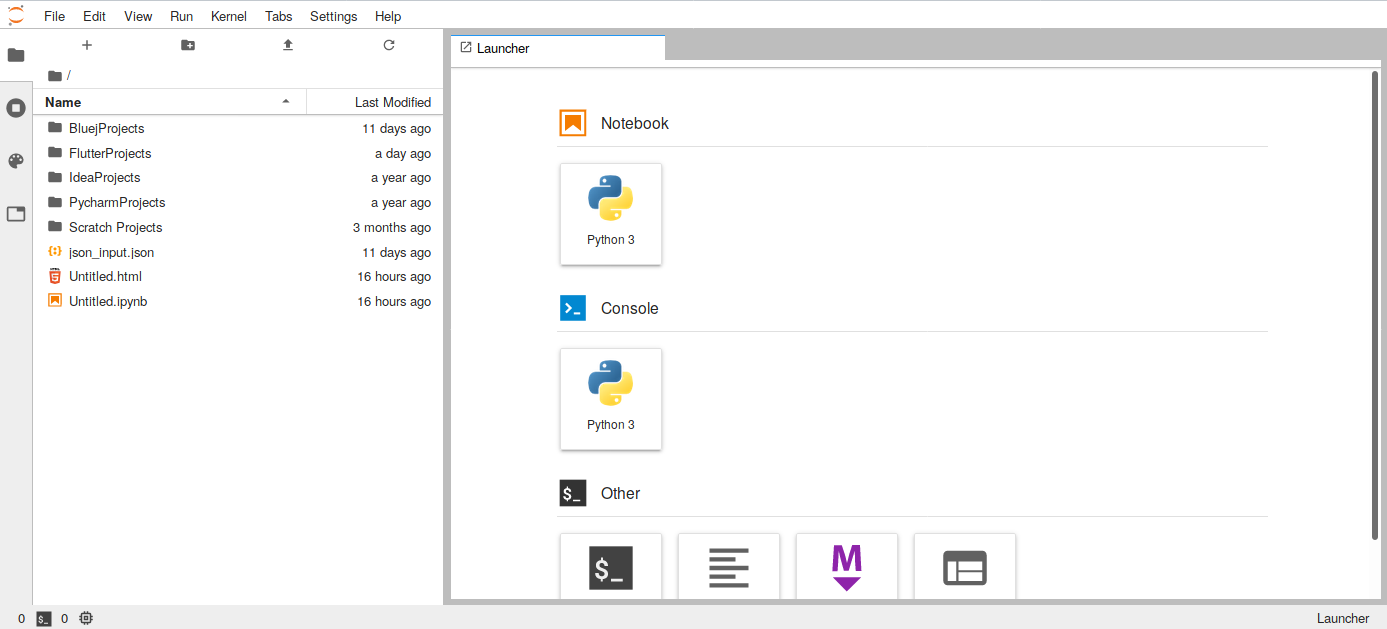 File Edit View Run Kernel Tabs Settings Help
Launcher
/
Name Last Modified
BluejProjects 11 days ago
FlutterProjects a day ago
IdeaProjects a year ago
PycharmProjects a year ago
Scratch Projects 3 months ago
json_input.json 11 days ago
Untitled.html 16 hours ago
Untitled.ipynb 16 hours ago
Notebook
Python 3
Console
Python 3
$_ Other
$_ M
0 $_ 0 Launcher